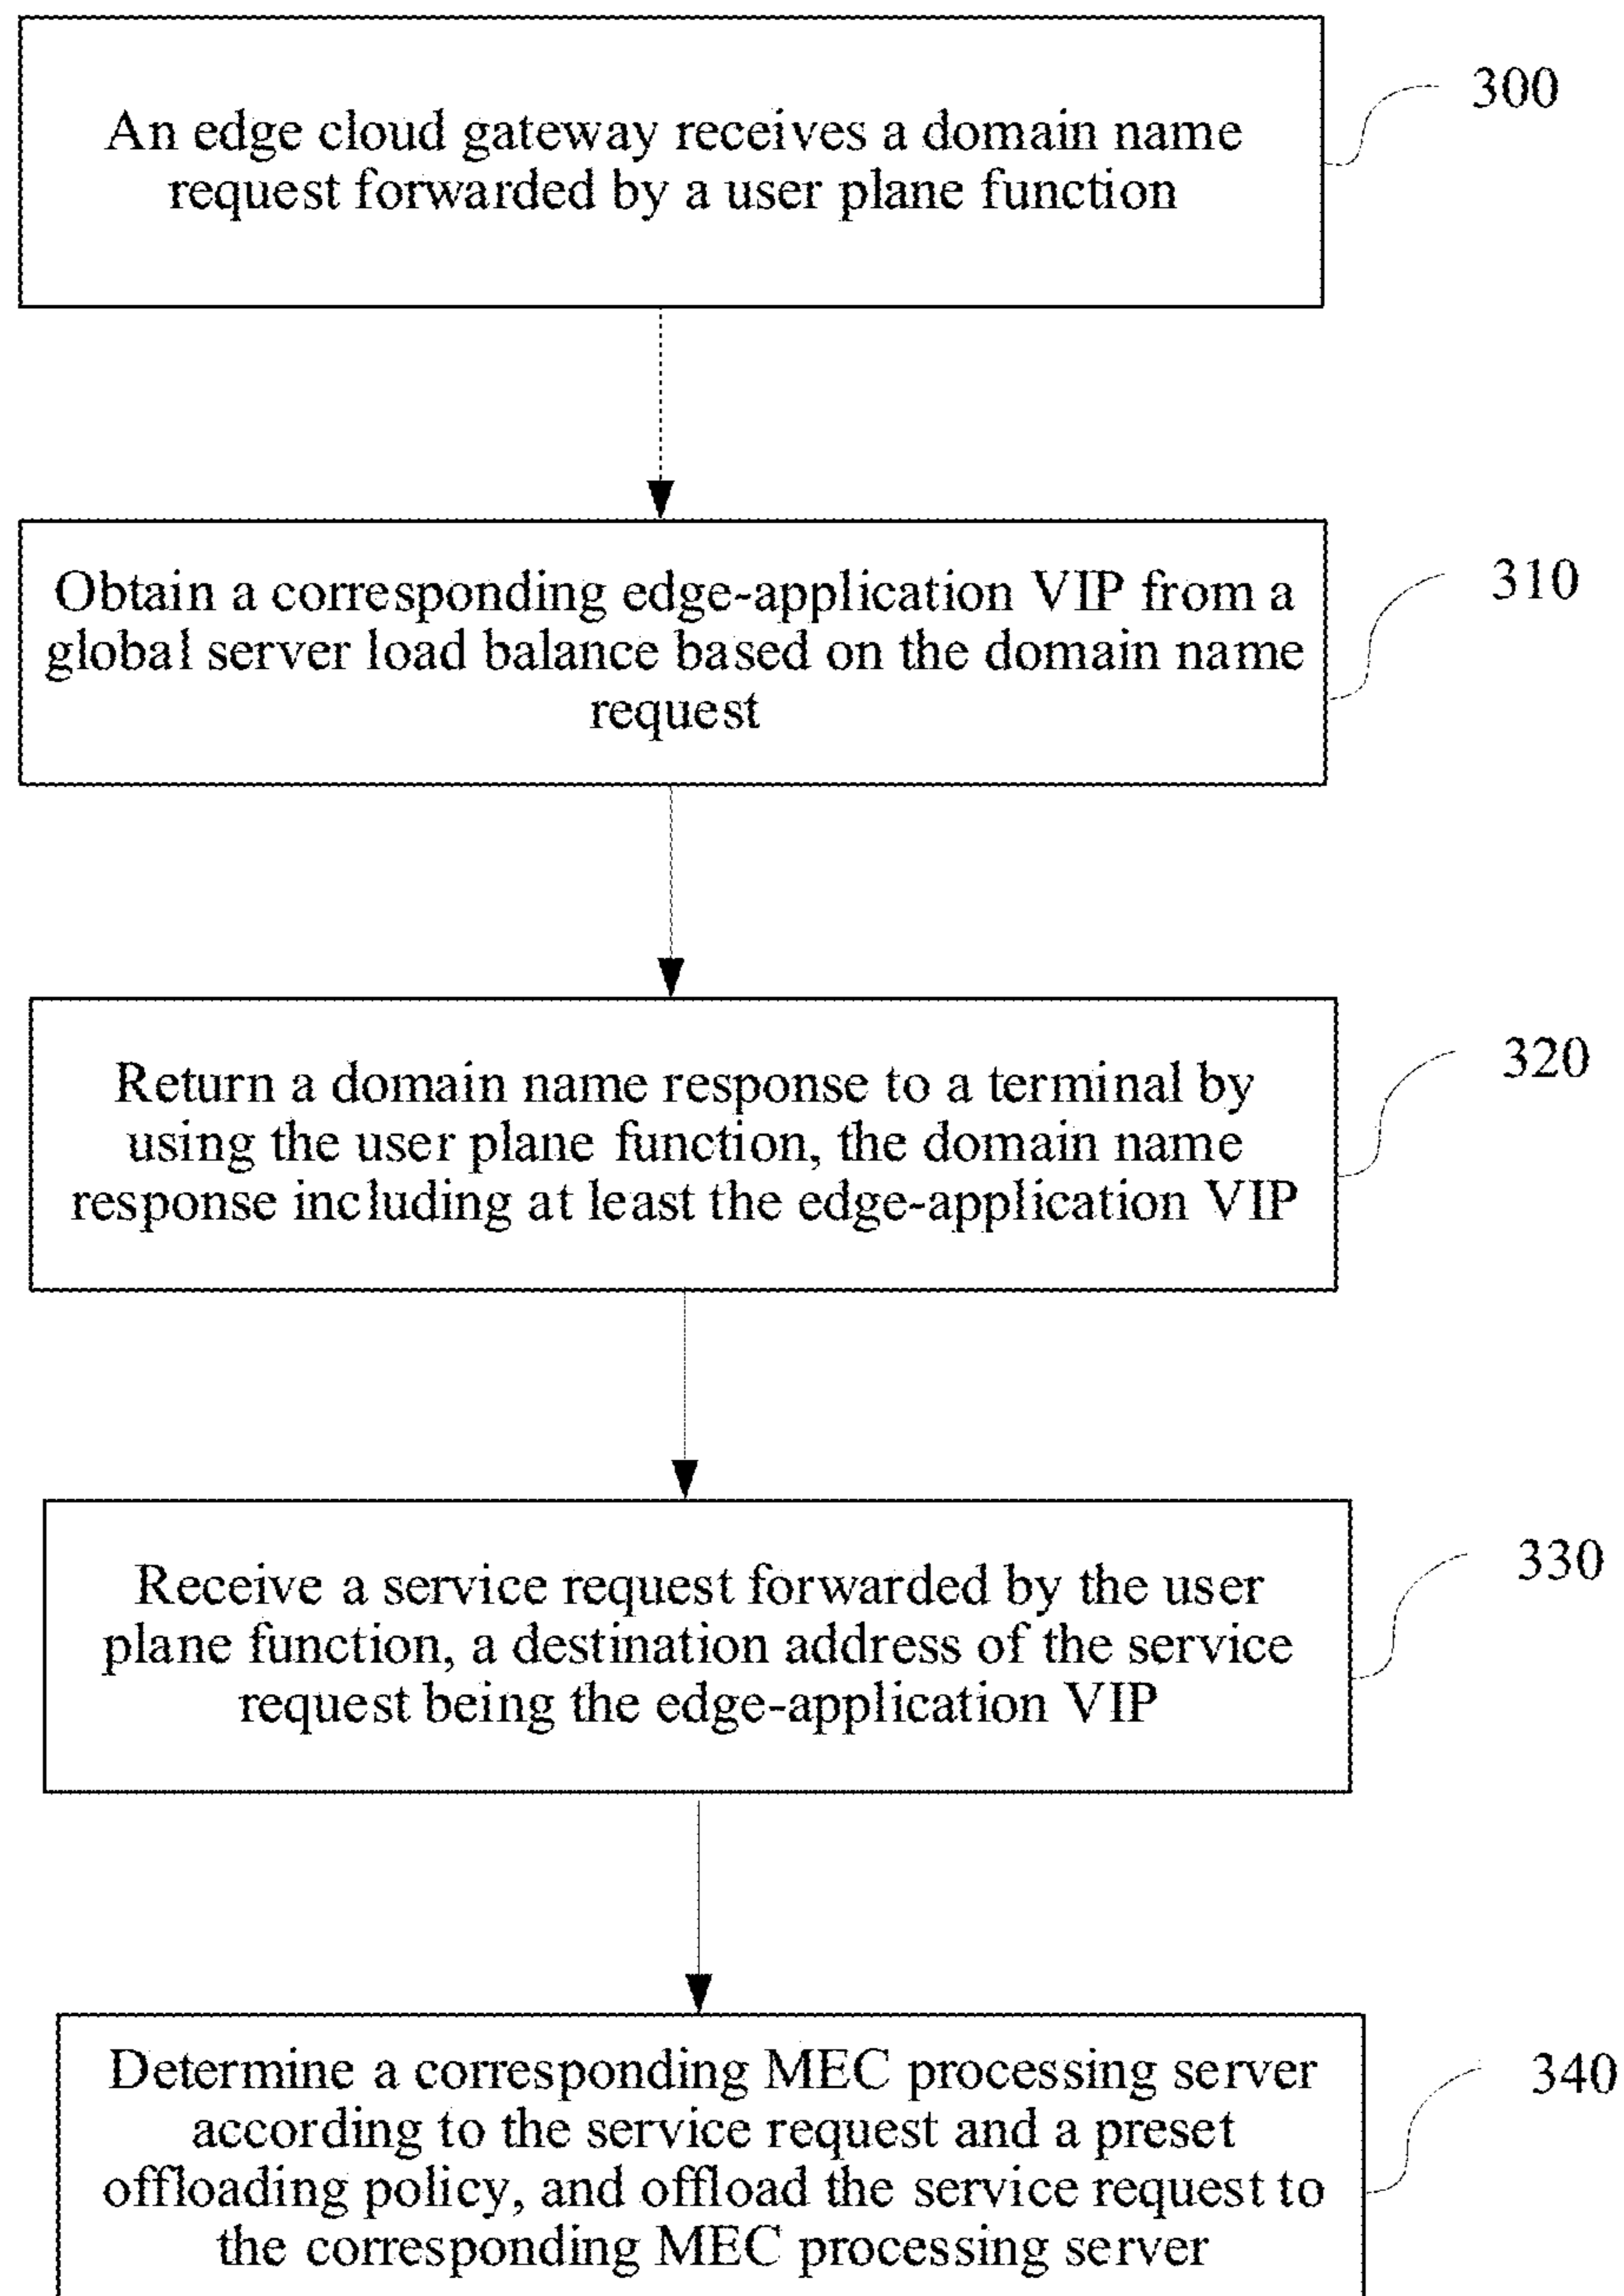 An edge cloud gateway receives a domain name
request forwarded by a user plane function
300
Obtain a corresponding edge-application VIP from a
global server load balance based on the domain name
request
310
Return a domain name response to a terminal by
using the user plane function, the domain name
response including at least the edge-application VIP
320
Receive a service request forwarded by the user
plane function, a destination address of the service
request being the edge-application VIP
330
Determine a corresponding MEC processing server
according to the service request and a preset
offloading policy, and offload the service request to
the corresponding MEC processing server
340